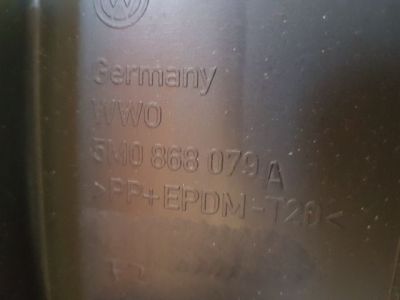 Germany
WWO
5M0 868 079 A
>PP+EPDM-T20<